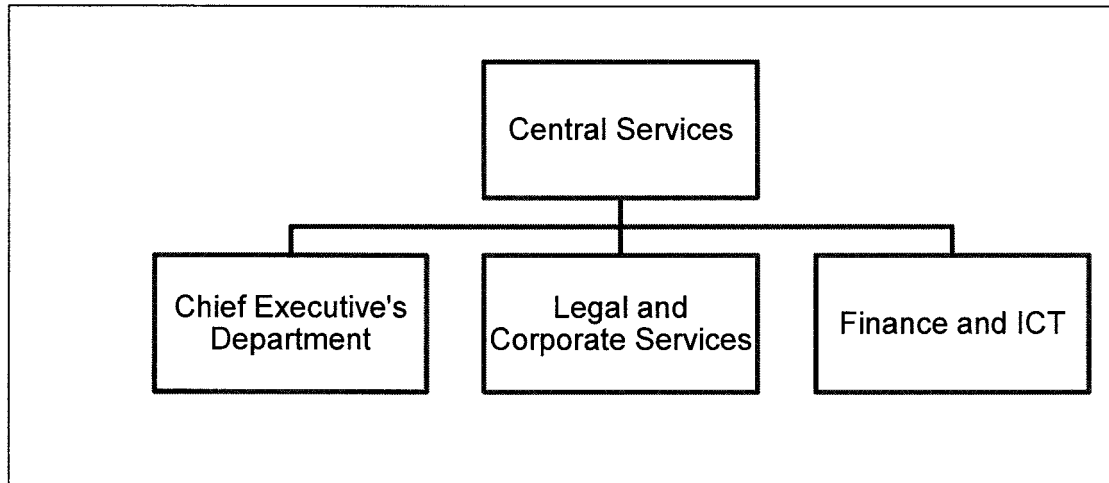 Central Services
Chief Executive's
Department
Legal and
Corporate Services
Finance and ICT